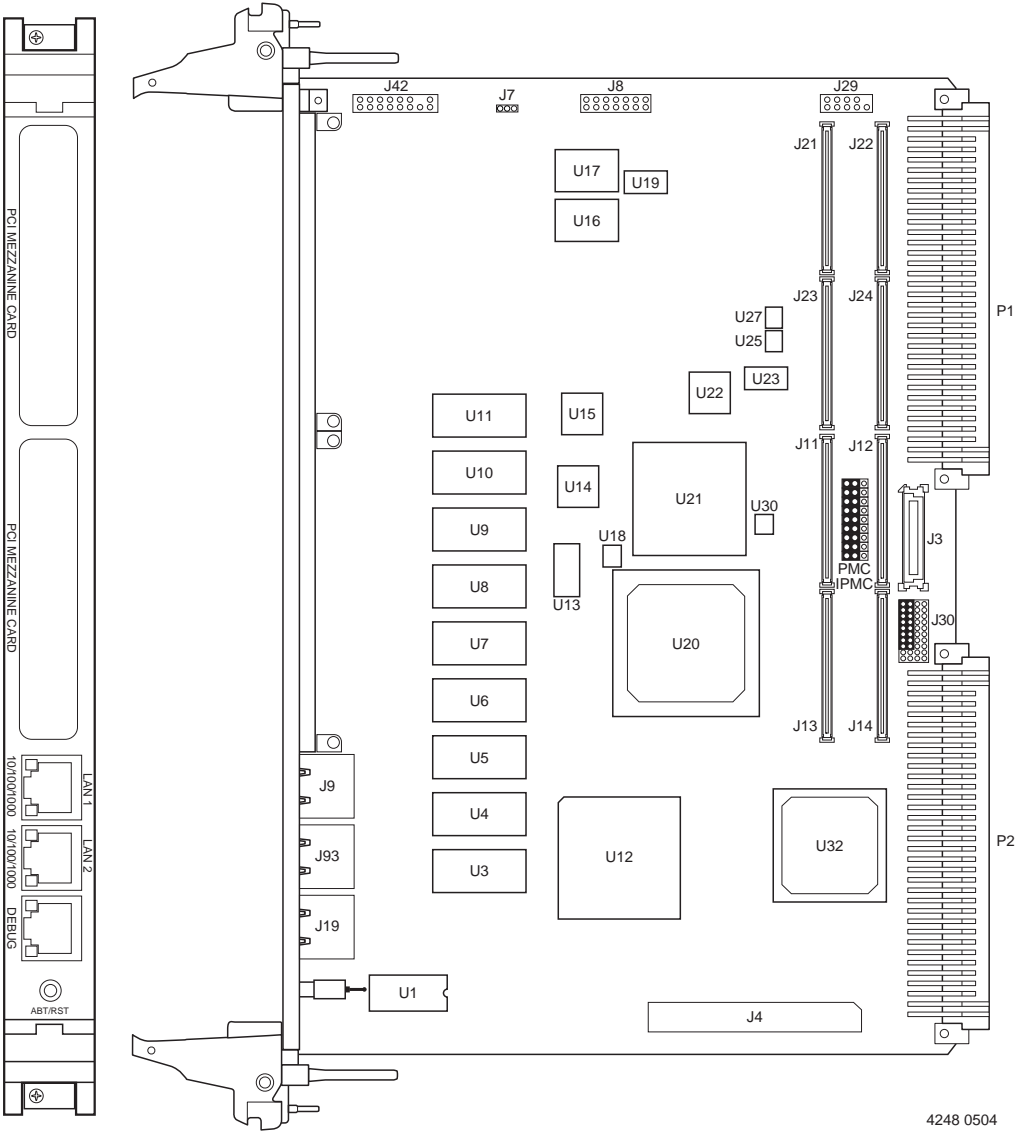 J42
J7
J8
J29
J21
J22
U17
U19
U16
PCI MEZZANINE CARD
J23
J24
U27
P1
U25
U23
U22
U11
U15
J11
J12
U10
U14
U21
U30
U9
U18
J3
PMC
IPMC
U8
U13
J30
PCI MEZZANINE CARD
U7
U20
U6
J13
J14
U5
LAN 1
10/100/1000
J9
U4
LAN 2
10/100/1000
J93
U12
U32
P2
U3
DEBUG
J19
U1
ABT/RST
J4
4248 0504